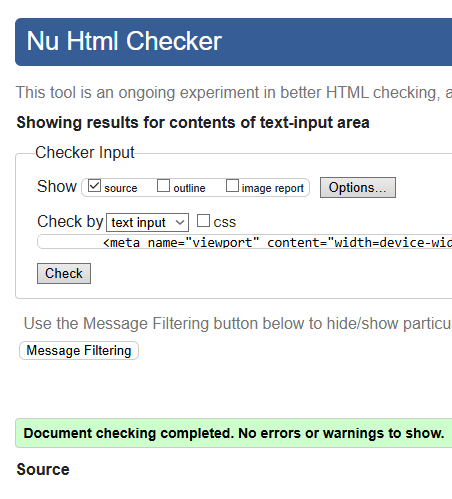 Nu Html Checker
This tool is an ongoing experiment in better HTML checking, a
Showing results for contents of text-input area
Checker Input
Show source outline image report Options...
Check by text input css
<meta name="viewport" content="width=device-wid
Check
Use the Message Filtering button below to hide/show particu
Message Filtering
Document checking completed. No errors or warnings to show.
Source